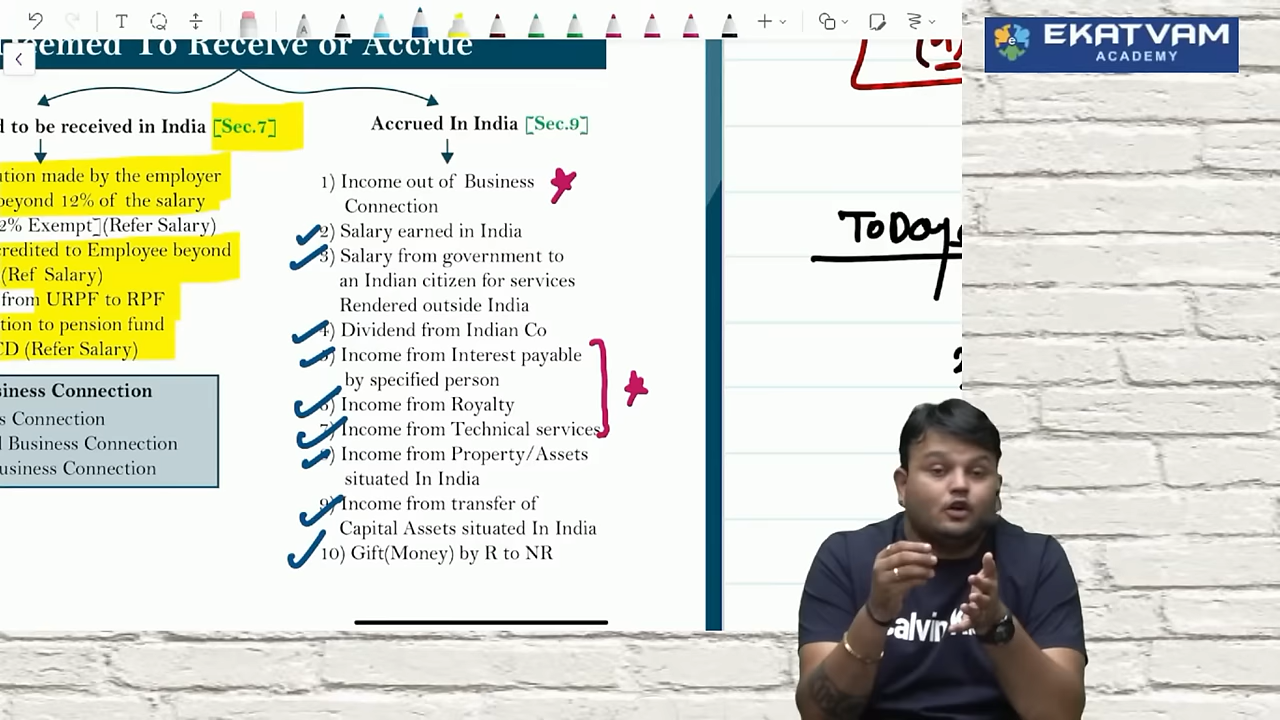 eemed To Receive or Accrue
d to be received in India [Sec.7]
ution made by the employer
beyond 12% of the salary
2% Exempt](Refer Salary)
credited to Employee beyond
(Ref Salary)
from URPF to RPF
tion to pension fund
CD (Refer Salary)
siness Connection
s Connection
l Business Connection
usiness Connection
Accrued In India [Sec.9]
1) Income out of Business
Connection
2) Salary earned in India
3) Salary from government to
an Indian citizen for services
Rendered outside India
4) Dividend from Indian Co
5) Income from Interest payable
by specified person
6) Income from Royalty
7) Income from Technical services
8) Income from Property/Assets
situated In India
9) Income from transfer of
Capital Assets situated In India
10) Gift(Money) by R to NR
ToDay
EKATVAM
ACADEMY